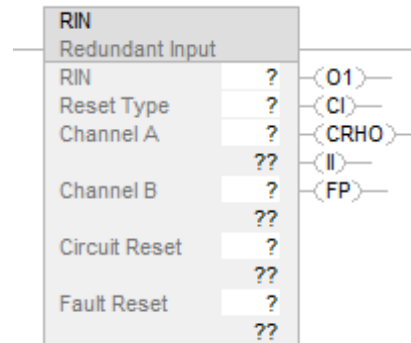 RIN
Redundant Input
RIN ? (O1)
Reset Type ? (CI)
Channel A ? (CRHO)
?? (II)
Channel B ? (FP)
??
Circuit Reset ?
??
Fault Reset ?
??